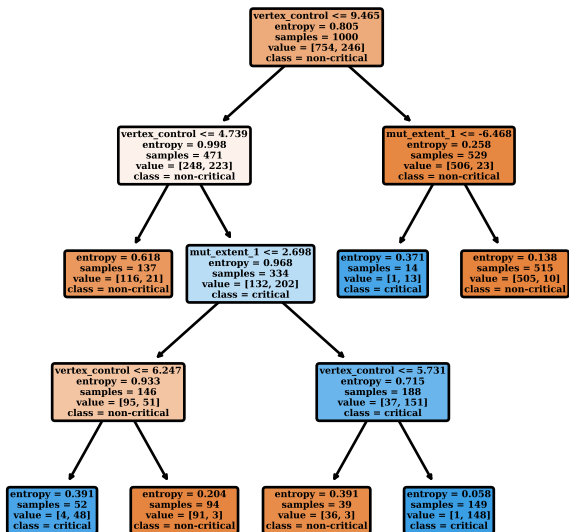 vertex_control <= 9.465
entropy = 0.805
samples = 1000
value = [754, 246]
class = non-critical
vertex_control <= 4.739
entropy = 0.998
samples = 471
value = [248, 223]
class = non-critical
mut_extent_1 <= -6.468
entropy = 0.258
samples = 529
value = [506, 23]
class = non-critical
entropy = 0.618
samples = 137
value = [116, 21]
class = non-critical
mut_extent_1 <= 2.698
entropy = 0.968
samples = 334
value = [132, 202]
class = critical
entropy = 0.371
samples = 14
value = [1, 13]
class = critical
entropy = 0.138
samples = 515
value = [505, 10]
class = non-critical
vertex_control <= 6.247
entropy = 0.933
samples = 146
value = [95, 51]
class = non-critical
vertex_control <= 5.731
entropy = 0.715
samples = 188
value = [37, 151]
class = critical
entropy = 0.391
samples = 52
value = [4, 48]
class = critical
entropy = 0.204
samples = 94
value = [91, 3]
class = non-critical
entropy = 0.391
samples = 39
value = [36, 3]
class = non-critical
entropy = 0.058
samples = 149
value = [1, 148]
class = critical